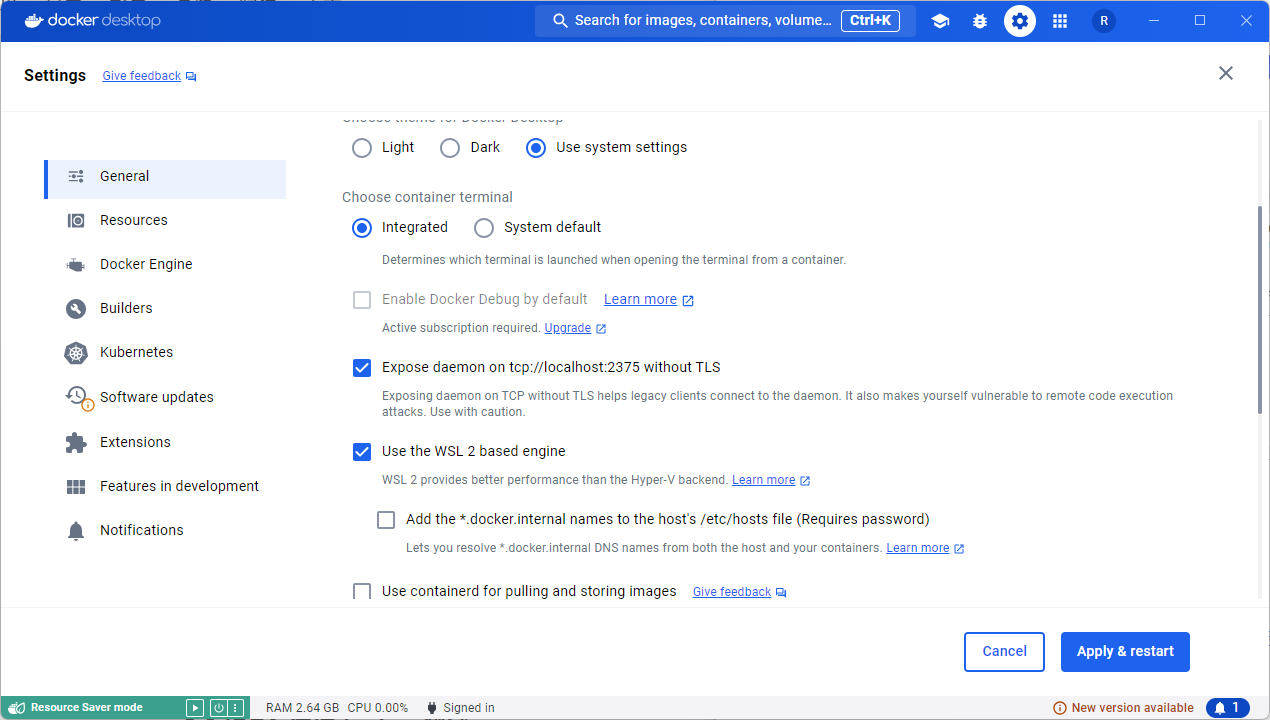 docker desktop
Search for images, containers, volume... Ctrl+K
R
Settings Give feedback
Choose theme for Docker Desktop
Light Dark Use system settings
General
Resources
Docker Engine
Builders
Kubernetes
Software updates
Extensions
Features in development
Notifications
Choose container terminal
Integrated System default
Determines which terminal is launched when opening the terminal from a container.
Enable Docker Debug by default Learn more
Active subscription required. Upgrade
Expose daemon on tcp://localhost:2375 without TLS
Exposing daemon on TCP without TLS helps legacy clients connect to the daemon. It also makes yourself vulnerable to remote code execution
attacks. Use with caution.
Use the WSL 2 based engine
WSL 2 provides better performance than the Hyper-V backend. Learn more
Add the *.docker.internal names to the host's /etc/hosts file (Requires password)
Lets you resolve *.docker.internal DNS names from both the host and your containers. Learn more
Use containerd for pulling and storing images Give feedback
Cancel Apply & restart
Resource Saver mode RAM 2.64 GB CPU 0.00% Signed in New version available 1